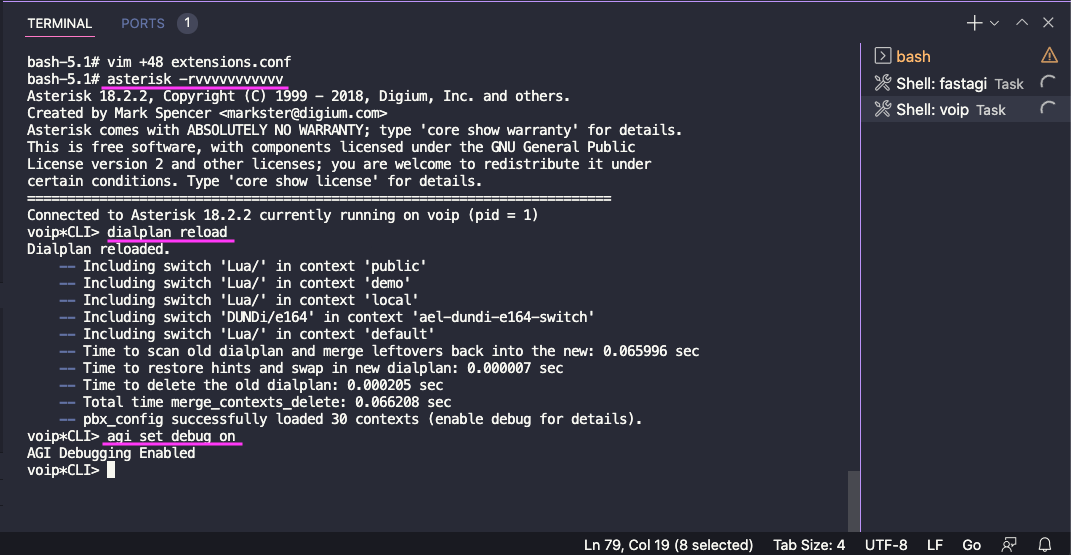 TERMINAL PORTS 1
bash-5.1# vim +48 extensions.conf
bash-5.1# asterisk -rvvvvvvvvvvv
Asterisk 18.2.2, Copyright (C) 1999 - 2018, Digium, Inc. and others.
Created by Mark Spencer <markster@digium.com>
Asterisk comes with ABSOLUTELY NO WARRANTY; type 'core show warranty' for details.
This is free software, with components licensed under the GNU General Public
License version 2 and other licenses; you are welcome to redistribute it under
certain conditions. Type 'core show license' for details.
=========================================================================
Connected to Asterisk 18.2.2 currently running on voip (pid = 1)
voip*CLI> dialplan reload
Dialplan reloaded.
-- Including switch 'Lua/' in context 'public'
-- Including switch 'Lua/' in context 'demo'
-- Including switch 'Lua/' in context 'local'
-- Including switch 'DUNDi/e164' in context 'ael-dundi-e164-switch'
-- Including switch 'Lua/' in context 'default'
-- Time to scan old dialplan and merge leftovers back into the new: 0.065996 sec
-- Time to restore hints and swap in new dialplan: 0.000007 sec
-- Time to delete the old dialplan: 0.000205 sec
-- Total time merge_contexts_delete: 0.066208 sec
-- pbx_config successfully loaded 30 contexts (enable debug for details).
voip*CLI> agi set debug on
AGI Debugging Enabled
voip*CLI>
bash
Shell: fastagi Task
Shell: voip Task
Ln 79, Col 19 (8 selected) Tab Size: 4 UTF-8 LF Go